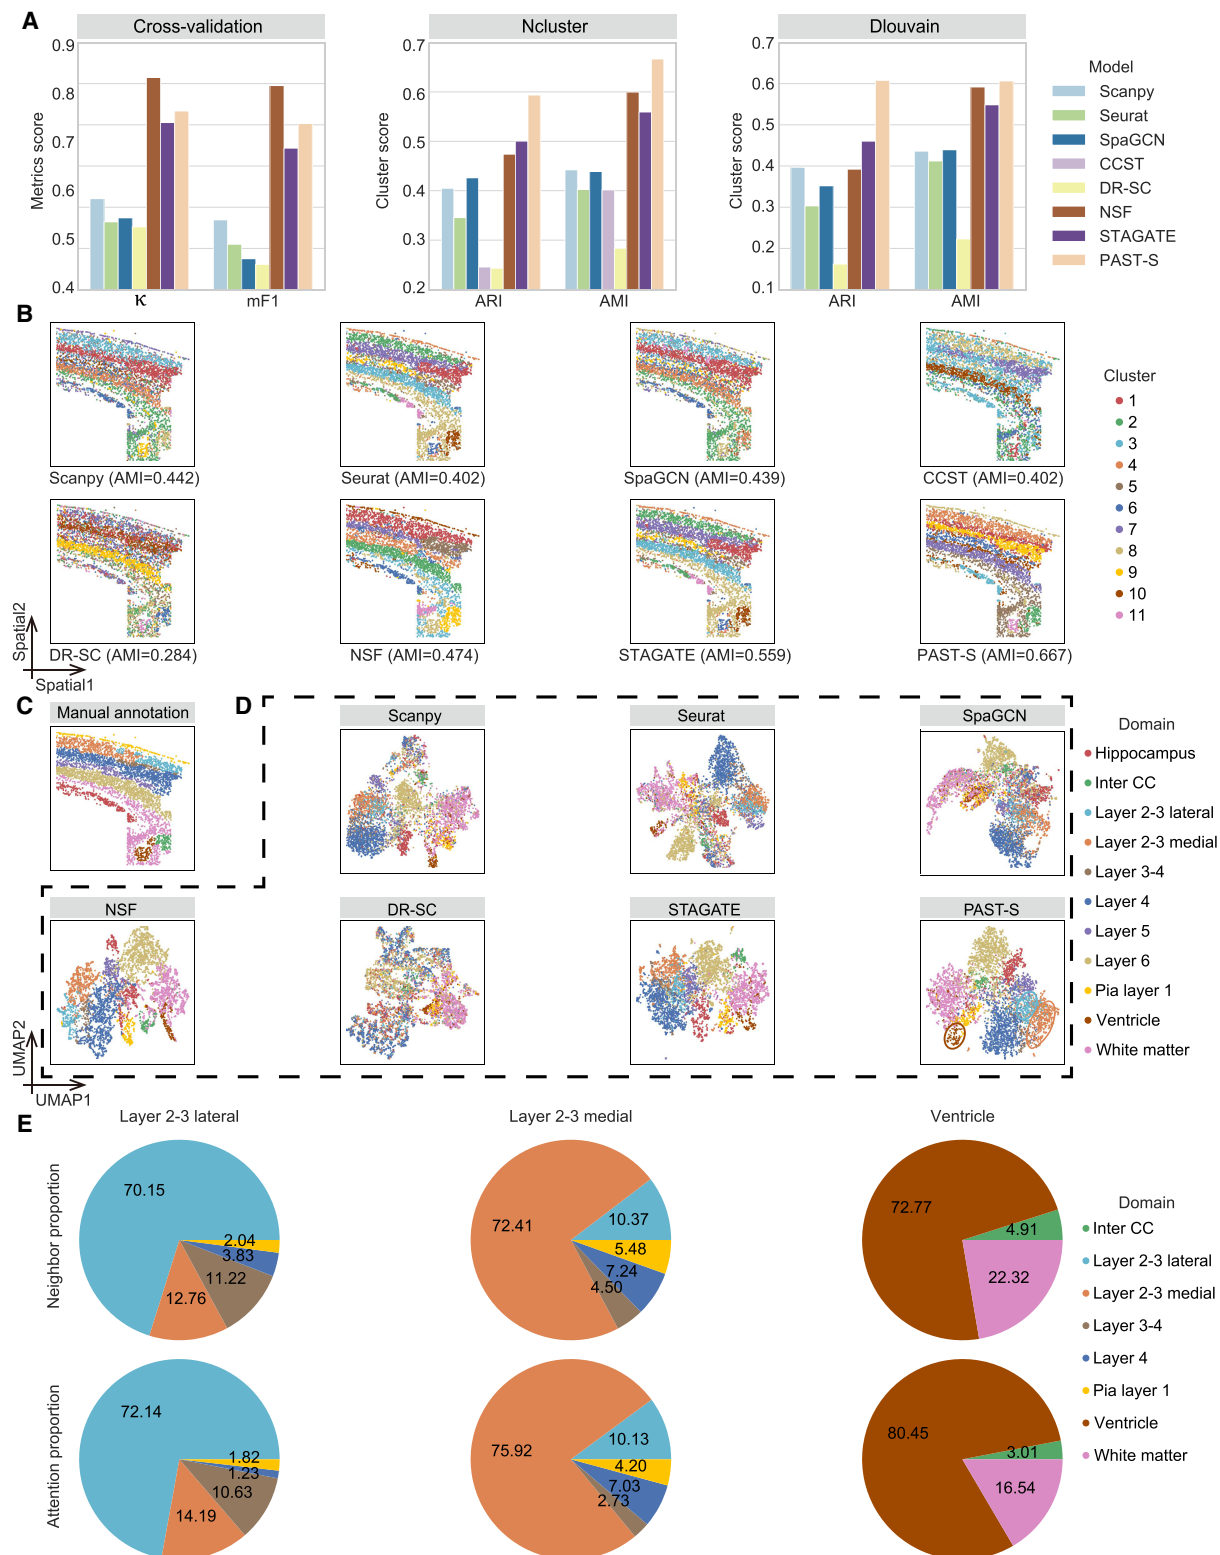 A
Cross-validation
Ncluster
Dlouvain
Metrics score
0.9
0.8
0.7
0.6
0.5
0.4
κ
mF1
Cluster score
0.7
0.6
0.5
0.4
0.3
0.2
ARI
AMI
Cluster score
0.7
0.6
0.5
0.4
0.3
0.2
0.1
ARI
AMI
Model
Scanpy
Seurat
SpaGCN
CCST
DR-SC
NSF
STAGATE
PAST-S
B
Scanpy (AMI=0.442)
Seurat (AMI=0.402)
SpaGCN (AMI=0.439)
CCST (AMI=0.402)
DR-SC (AMI=0.284)
NSF (AMI=0.474)
STAGATE (AMI=0.559)
PAST-S (AMI=0.667)
Spatial2
Spatial1
Cluster
1
2
3
4
5
6
7
8
9
10
11
C
Manual annotation
D
Scanpy
Seurat
SpaGCN
NSF
DR-SC
STAGATE
PAST-S
UMAP2
UMAP1
Domain
Hippocampus
Inter CC
Layer 2-3 lateral
Layer 2-3 medial
Layer 3-4
Layer 4
Layer 5
Layer 6
Pia layer 1
Ventricle
White matter
E
Layer 2-3 lateral
Layer 2-3 medial
Ventricle
Neighbor proportion
70.15
2.04
3.83
11.22
12.76
72.41
10.37
5.48
7.24
4.50
72.77
4.91
22.32
Attention proportion
72.14
1.82
1.23
10.63
14.19
75.92
10.13
4.20
7.03
2.73
80.45
3.01
16.54
Domain
Inter CC
Layer 2-3 lateral
Layer 2-3 medial
Layer 3-4
Layer 4
Pia layer 1
Ventricle
White matter